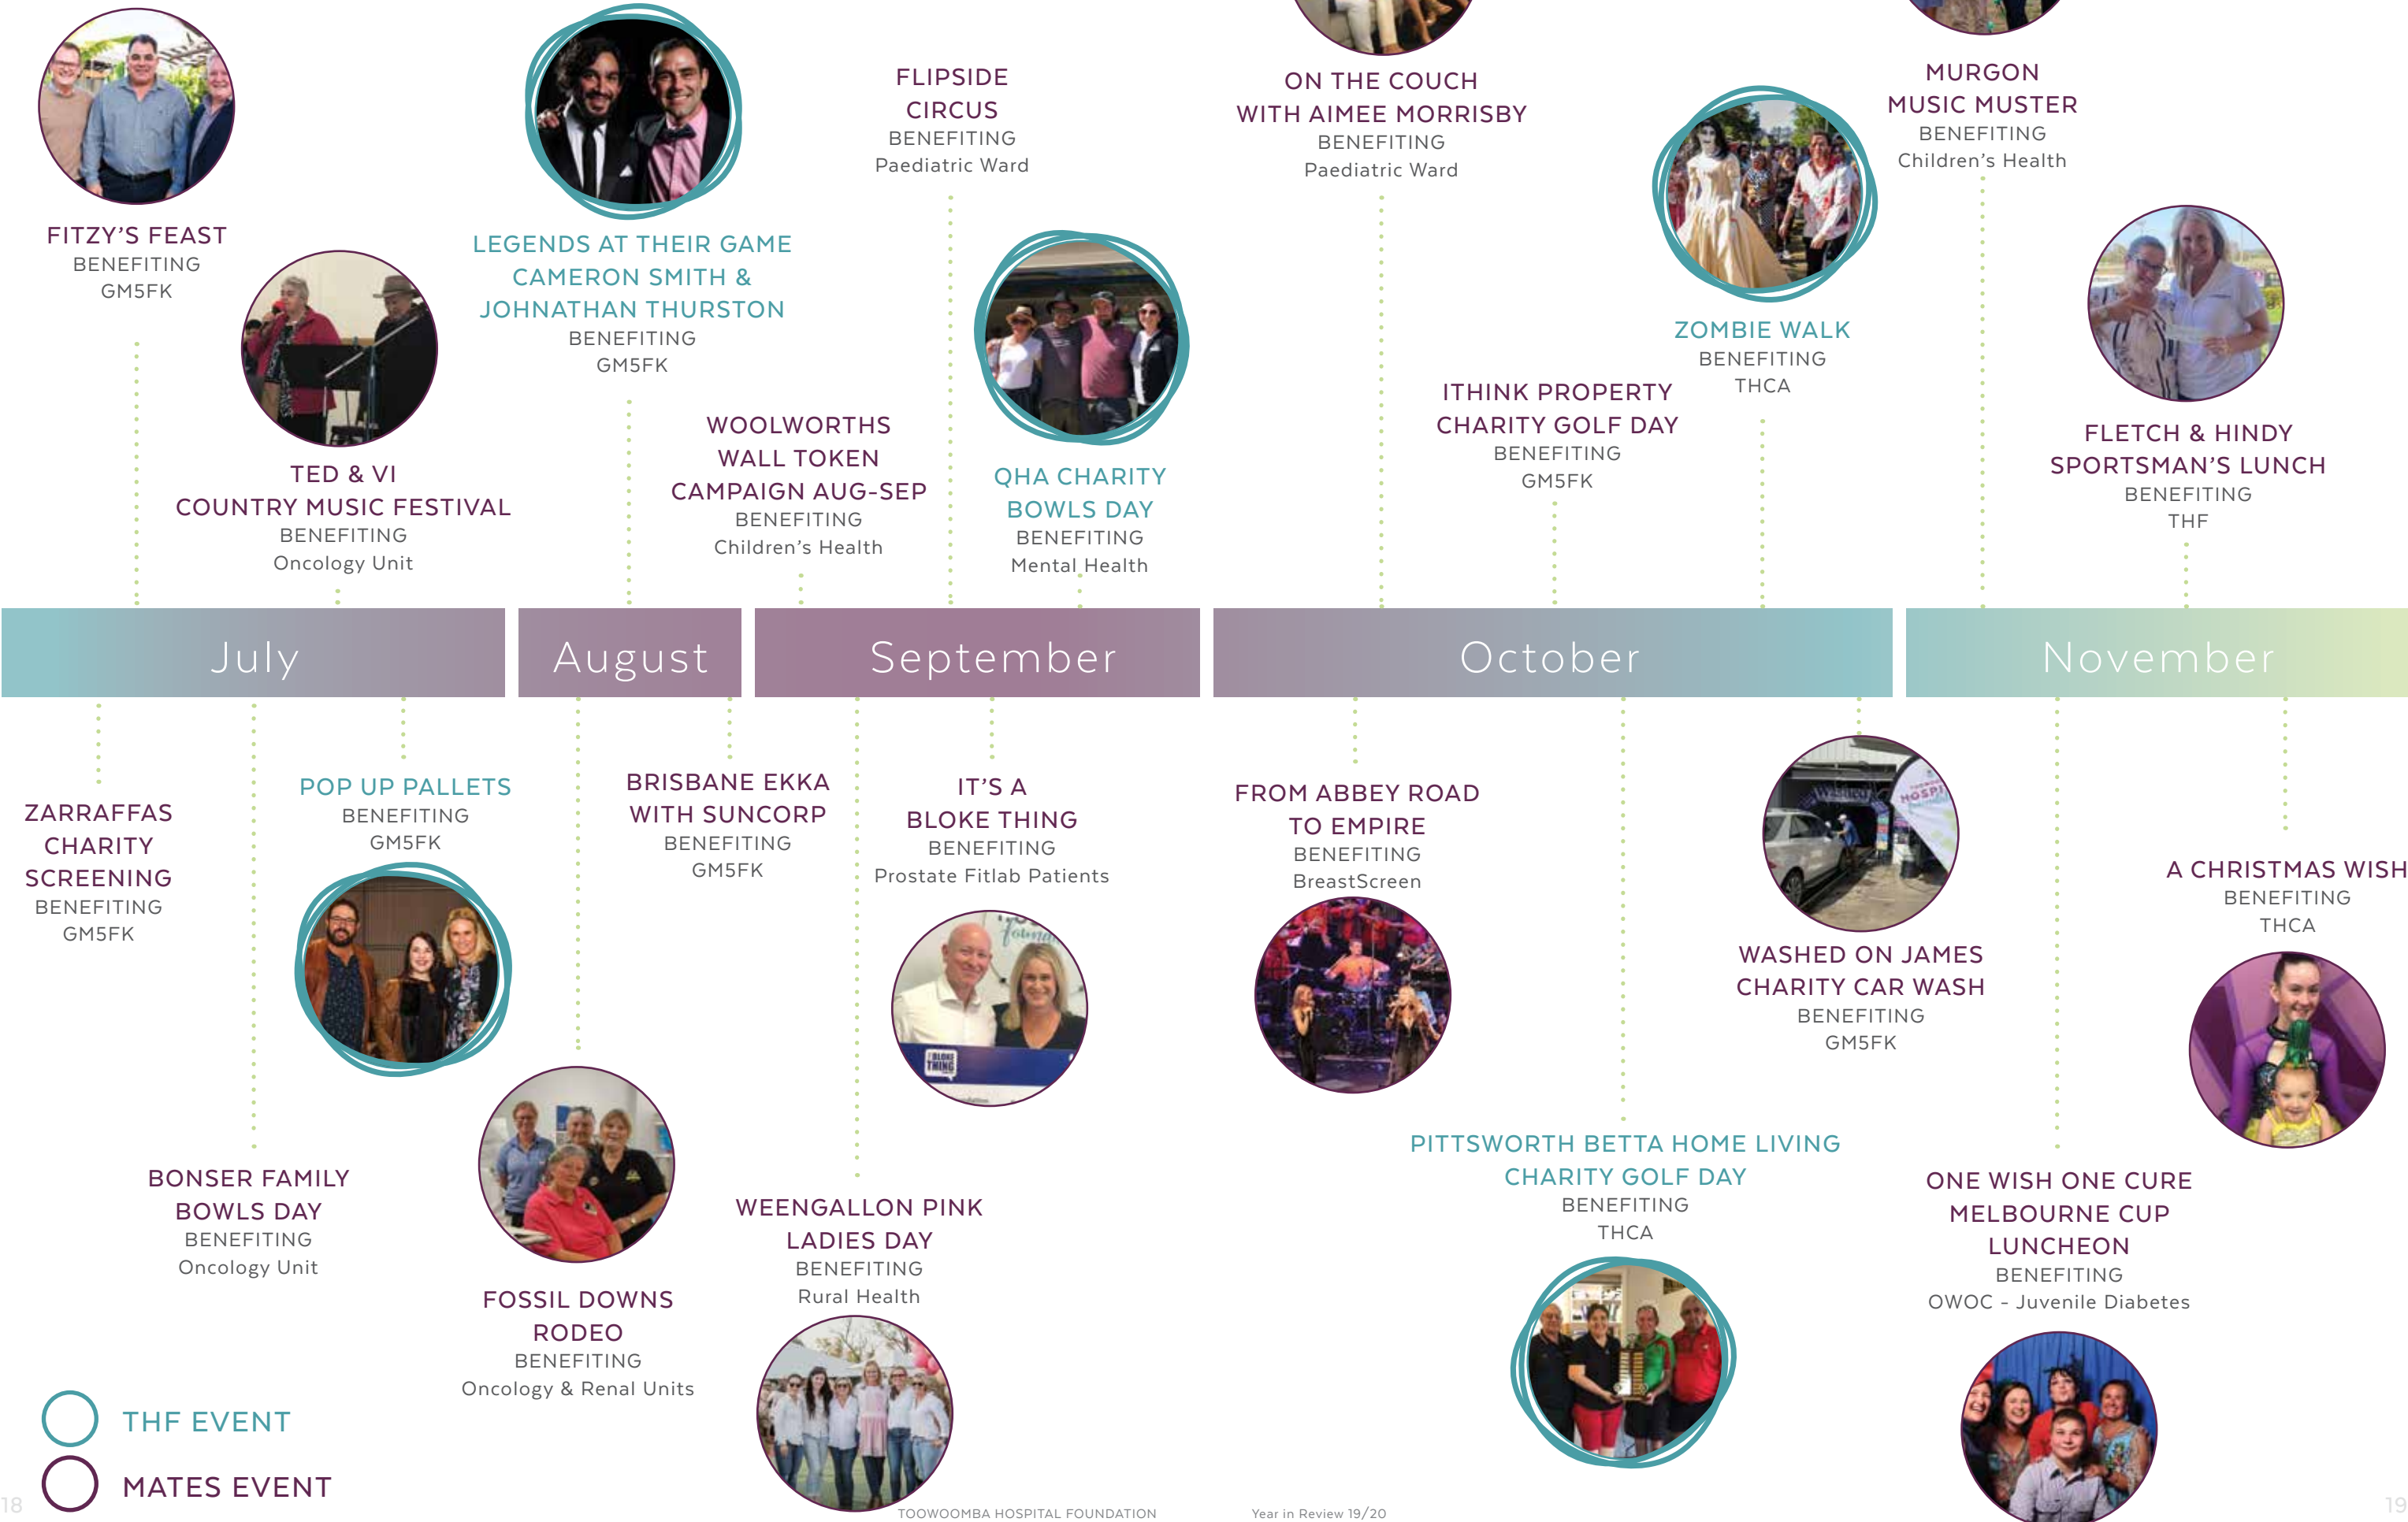 FITZY’S FEAST
BENEFITING
GM5FK
TED & VI
COUNTRY MUSIC FESTIVAL
BENEFITING
Oncology Unit
LEGENDS AT THEIR GAME
CAMERON SMITH &
JOHNATHAN THURSTON
BENEFITING
GM5FK
WOOLWORTHS
WALL TOKEN
CAMPAIGN AUG-SEP
BENEFITING
Children’s Health
FLIPSIDE
CIRCUS
BENEFITING
Paediatric Ward
QHA CHARITY
BOWLS DAY
BENEFITING
Mental Health
ON THE COUCH
WITH AIMEE MORRISBY
BENEFITING
Paediatric Ward
ITHINK PROPERTY
CHARITY GOLF DAY
BENEFITING
GM5FK
ZOMBIE WALK
BENEFITING
THCA
MURGON
MUSIC MUSTER
BENEFITING
Children’s Health
FLETCH & HINDY
SPORTSMAN’S LUNCH
BENEFITING
THF
July
August
September
October
November
ZARRAFFAS
CHARITY
SCREENING
BENEFITING
GM5FK
BONSER FAMILY
BOWLS DAY
BENEFITING
Oncology Unit
POP UP PALLETS
BENEFITING
GM5FK
FOSSIL DOWNS
RODEO
BENEFITING
Oncology & Renal Units
BRISBANE EKKA
WITH SUNCORP
BENEFITING
GM5FK
WEENGALLON PINK
LADIES DAY
BENEFITING
Rural Health
IT’S A
BLOKE THING
BENEFITING
Prostate Fitlab Patients
BLOKE
THING
FROM ABBEY ROAD
TO EMPIRE
BENEFITING
BreastScreen
PITTSWORTH BETTA HOME LIVING
CHARITY GOLF DAY
BENEFITING
THCA
Washed
HOSPI
WASHED ON JAMES
CHARITY CAR WASH
BENEFITING
GM5FK
ONE WISH ONE CURE
MELBOURNE CUP
LUNCHEON
BENEFITING
OWOC - Juvenile Diabetes
A CHRISTMAS WISH
BENEFITING
THCA
THF EVENT
MATES EVENT
18
TOOWOOMBA HOSPITAL FOUNDATION
Year in Review 19/20
19